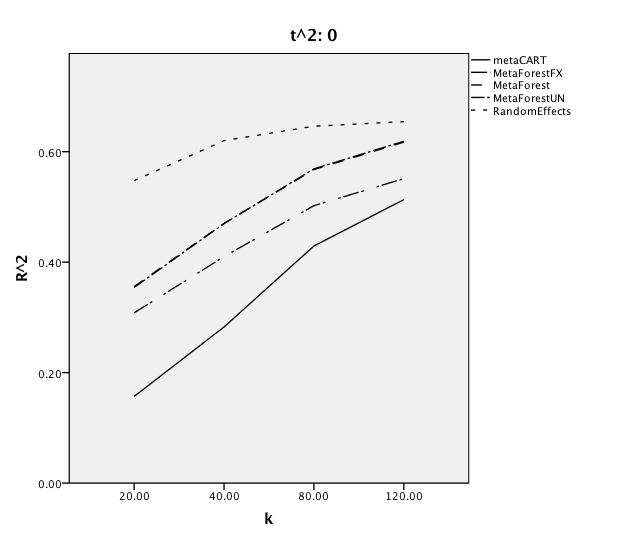 t^2: 0
metaCART
MetaForestFX
MetaForest
MetaForestUN
RandomEffects
0.60
0.40
0.20
0.00
R^2
20.00 40.00 80.00 120.00
k